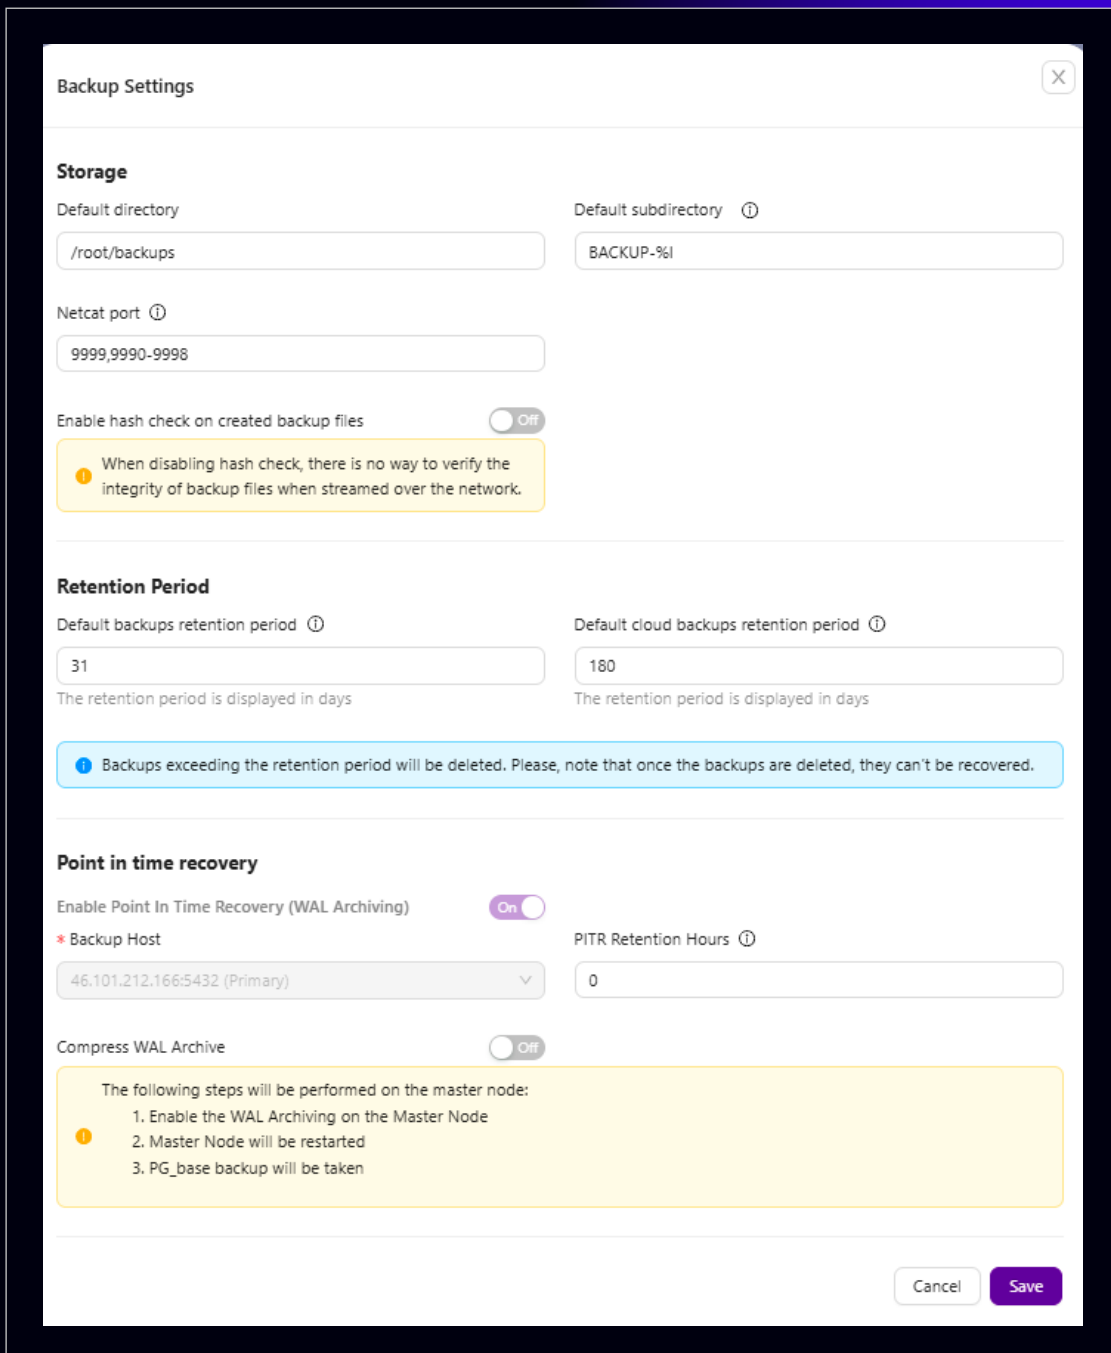 Backup Settings
Storage
Default directory
Default subdirectory
/root/backups
BACKUP-%I
Netcat port
9999,9990-9998
Enable hash check on created backup files
Off
When disabling hash check, there is no way to verify the
integrity of backup files when streamed over the network.
Retention Period
Default backups retention period
Default cloud backups retention period
31
180
The retention period is displayed in days
The retention period is displayed in days
Backups exceeding the retention period will be deleted. Please, note that once the backups are deleted, they can't be recovered.
Point in time recovery
Enable Point In Time Recovery (WAL Archiving)
On
* Backup Host
PITR Retention Hours
46.101.212.166:5432 (Primary)
0
Compress WAL Archive
Off
The following steps will be performed on the master node:
1. Enable the WAL Archiving on the Master Node
2. Master Node will be restarted
3. PG_base backup will be taken
Cancel
Save